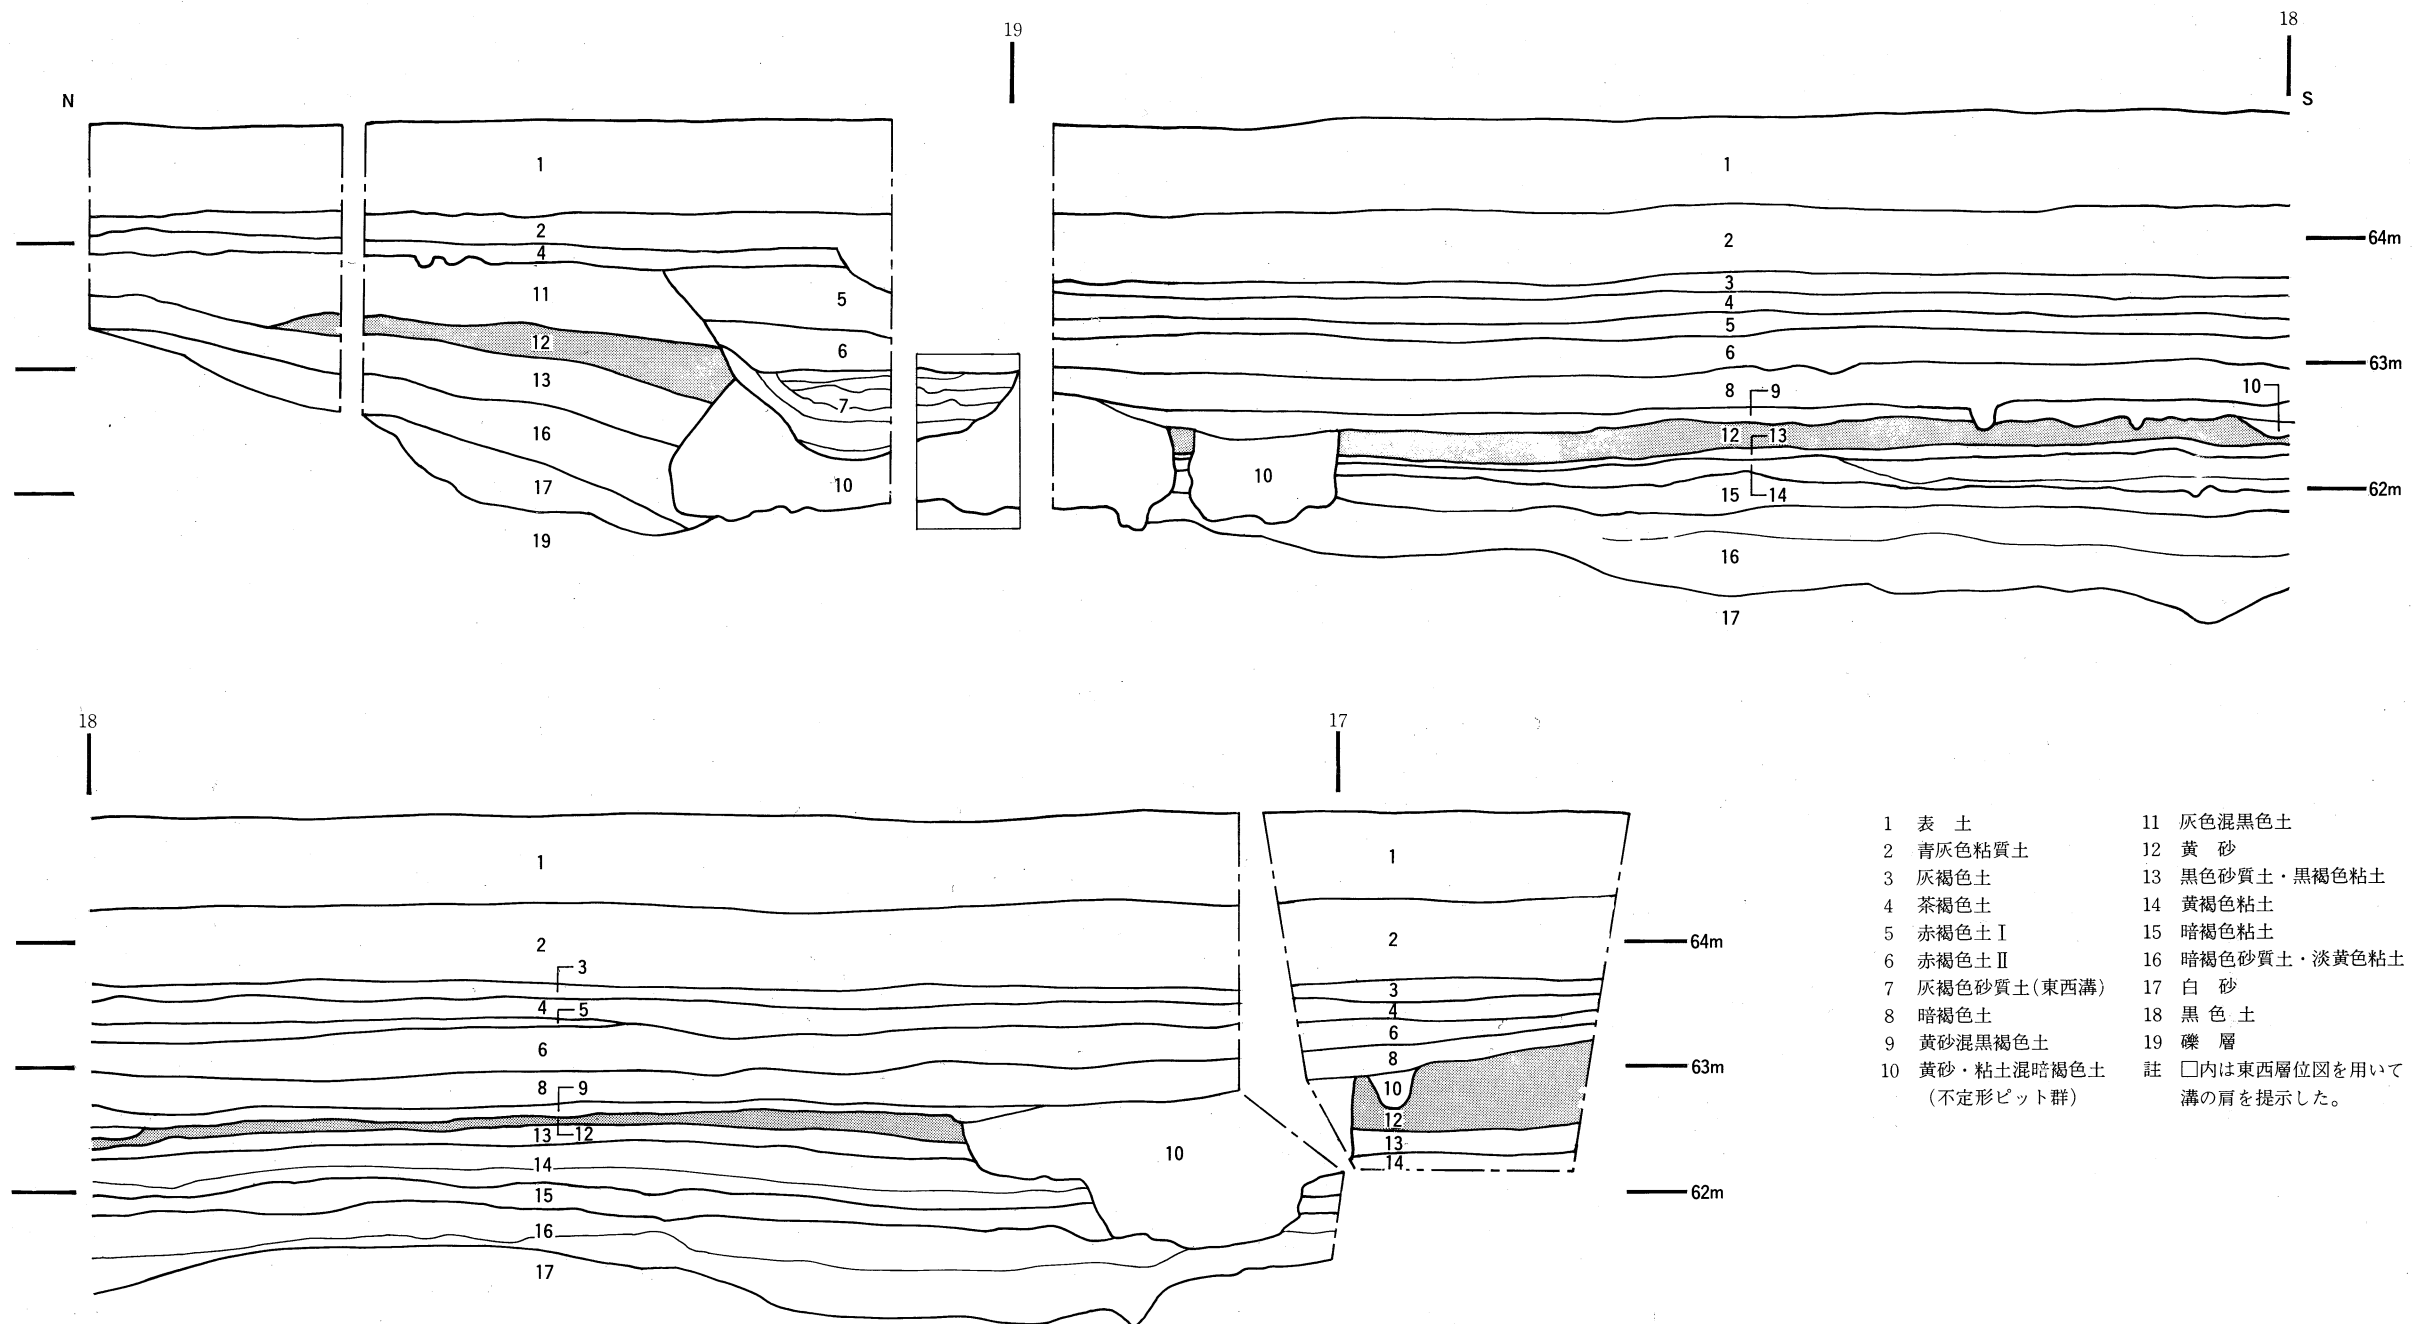 19
18
N
S
1
1
2
4
2
64m
11
5
3
4
5
12
6
6
63m
13
7
8
9
10
16
12
13
17
10
10
15
14
62m
19
16
17
18
17
1
1
2
2
64m
3
3
4
5
4
6
6
8
63m
8
9
10
12
13
12
13
14
10
14
15
62m
16
17
1 表 土
2 青灰色粘質土
3 灰褐色土
4 茶褐色土
5 赤褐色土Ⅰ
6 赤褐色土Ⅱ
7 灰褐色砂質土(東西溝)
8 暗褐色土
9 黄砂混黒褐色土
10 黄砂・粘土混暗褐色土
(不定形ピット群)
11 灰色混黒色土
12 黄 砂
13 黒色砂質土・黒褐色粘土
14 黄褐色粘土
15 暗褐色粘土
16 暗褐色砂質土・淡黄色粘土
17 白 砂
18 黒色土
19 礫 層
註 □内は東西層位図を用いて
溝の肩を提示した。